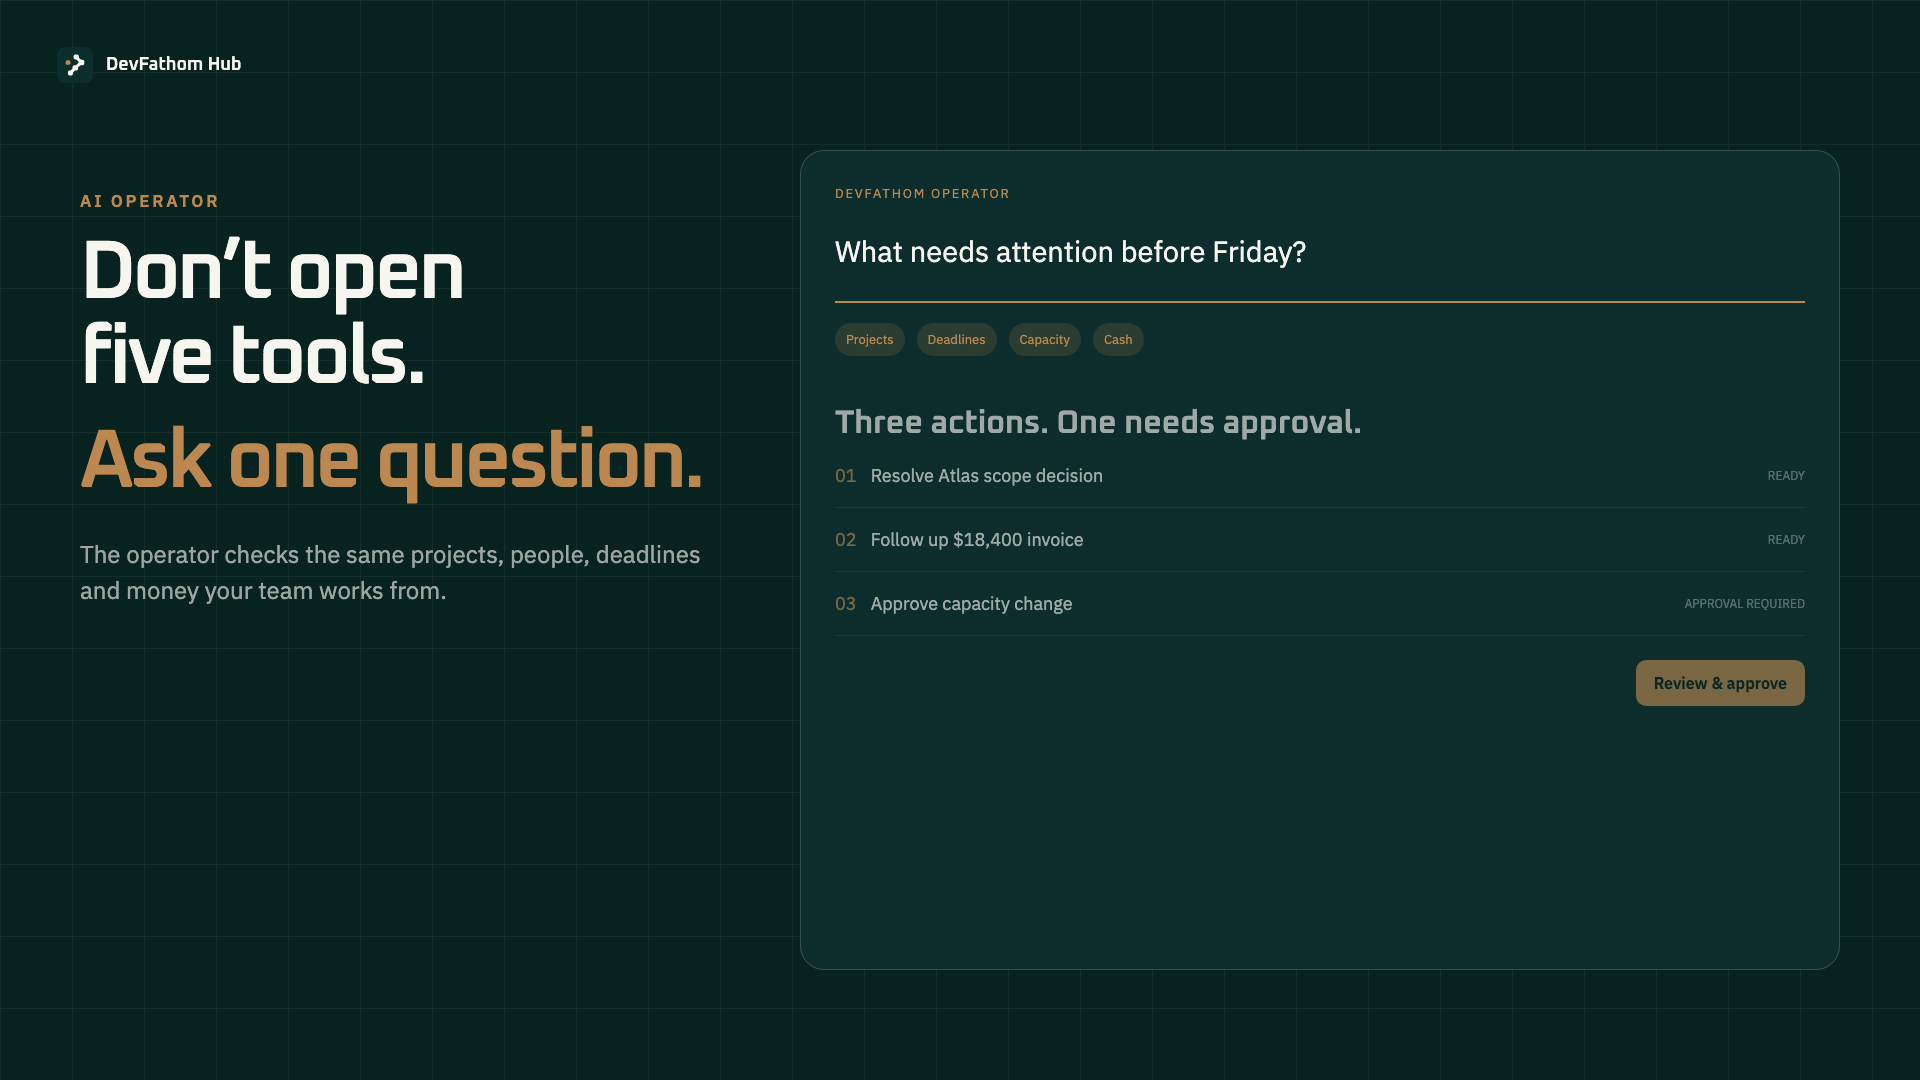 DevFathom Hub
AI OPERATOR
Don’t open
five tools.
Ask one question.
The operator checks the same projects, people, deadlines
and money your team works from.
DEVFATHOM OPERATOR
What needs attention before Friday?
Projects Deadlines Capacity Cash
Three actions. One needs approval.
01 Resolve Atlas scope decision READY
02 Follow up $18,400 invoice READY
03 Approve capacity change APPROVAL REQUIRED
Review & approve